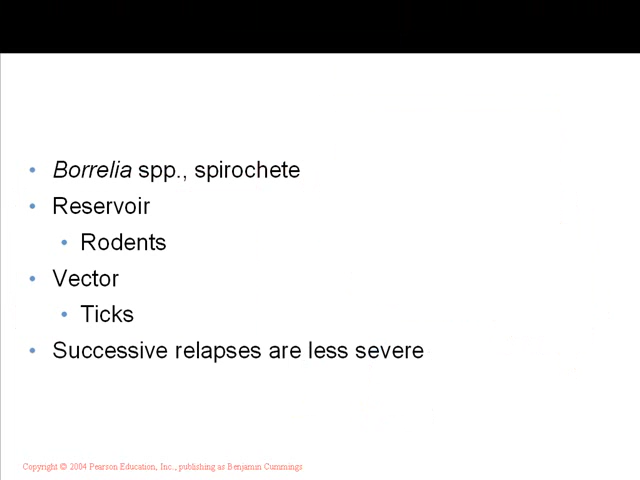 • Borrelia spp., spirochete
• Reservoir
• Rodents
• Vector
• Ticks
• Successive relapses are less severe
Copyright © 2004 Pearson Education, Inc., publishing as Benjamin Cummings